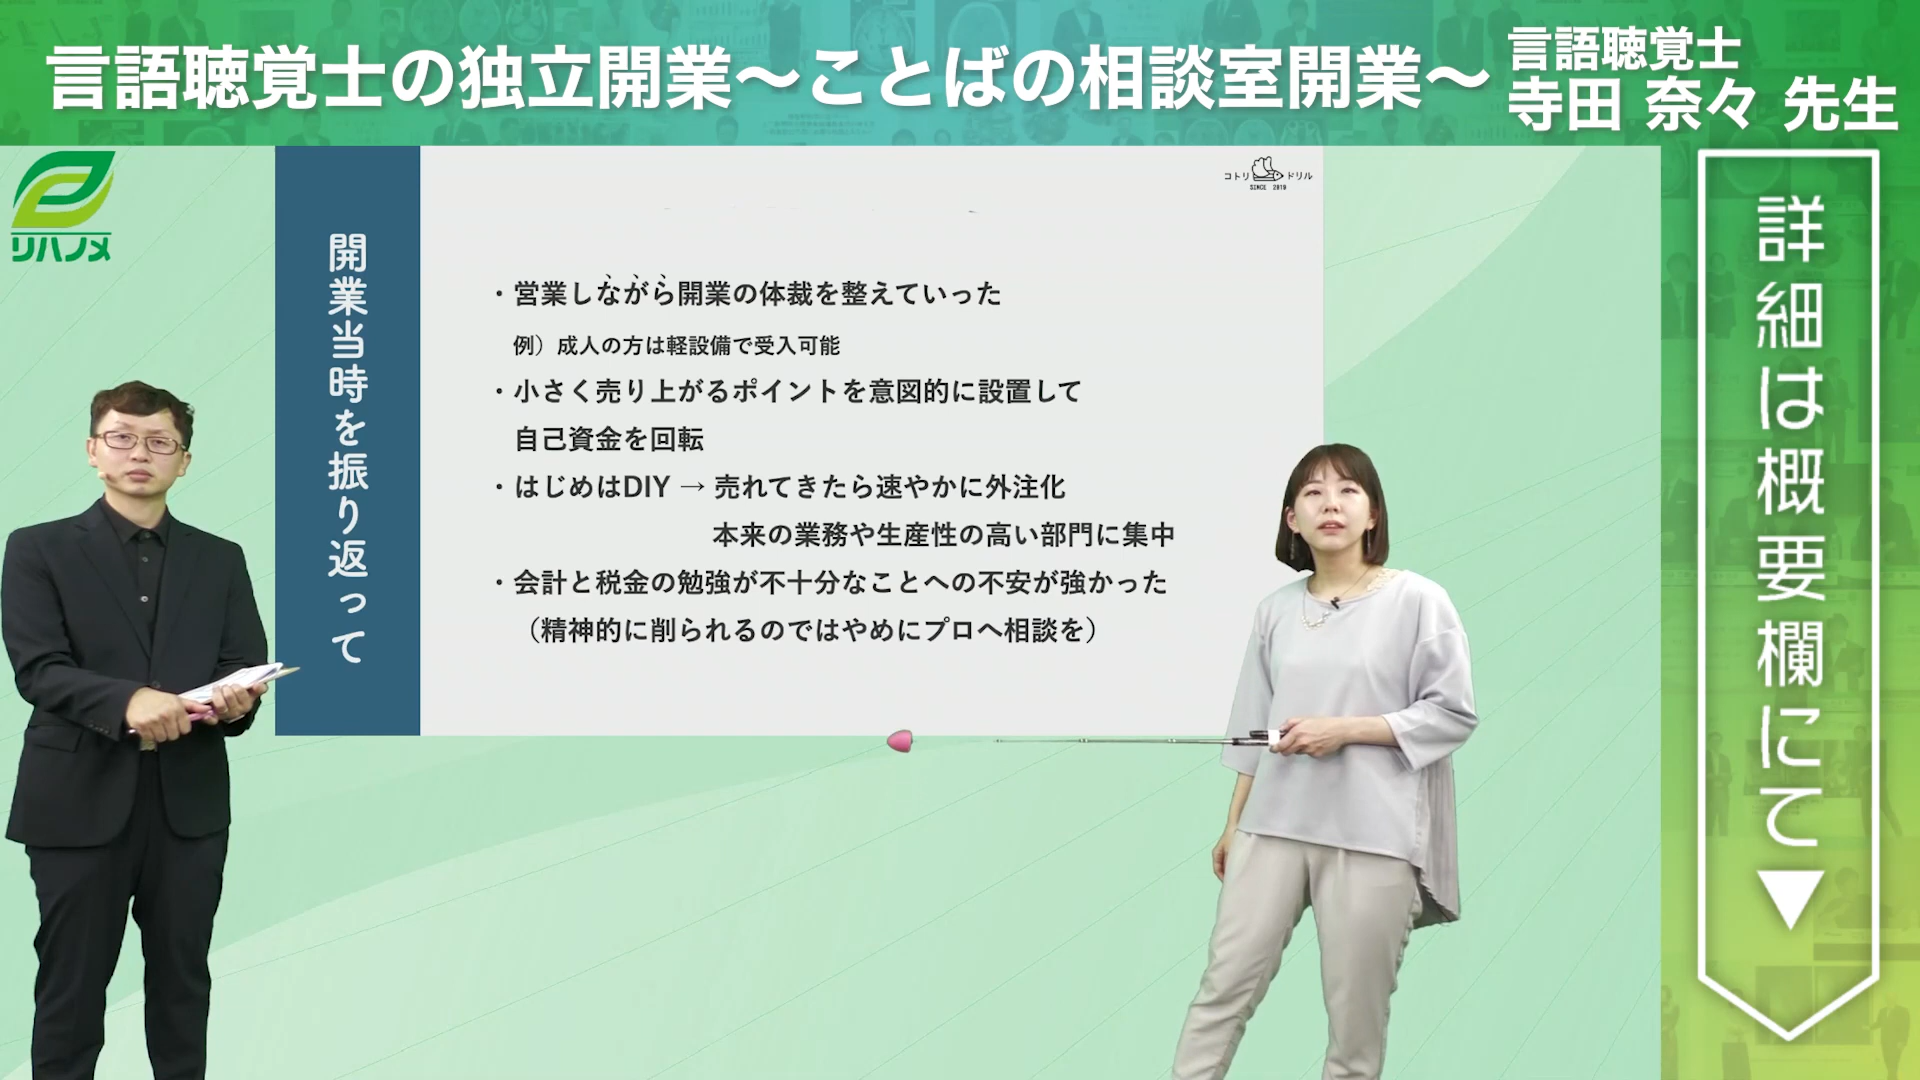 言語聴覚士の独立開業～ことばの相談室開業～
言語聴覚士
寺田 奈々 先生
リハノメ
コトリドリル
SINCE 2019
開業当時を振り返って
・営業しながら開業の体裁を整えていった
例）成人の方は軽設備で受入可能
・小さく売り上がるポイントを意図的に設置して
自己資金を回転
・はじめはDIY → 売れてきたら速やかに外注化
本来の業務や生産性の高い部門に集中
・会計と税金の勉強が不十分なことへの不安が強かった
（精神的に削られるのではやめにプロへ相談を）
詳細は概要欄にて▼